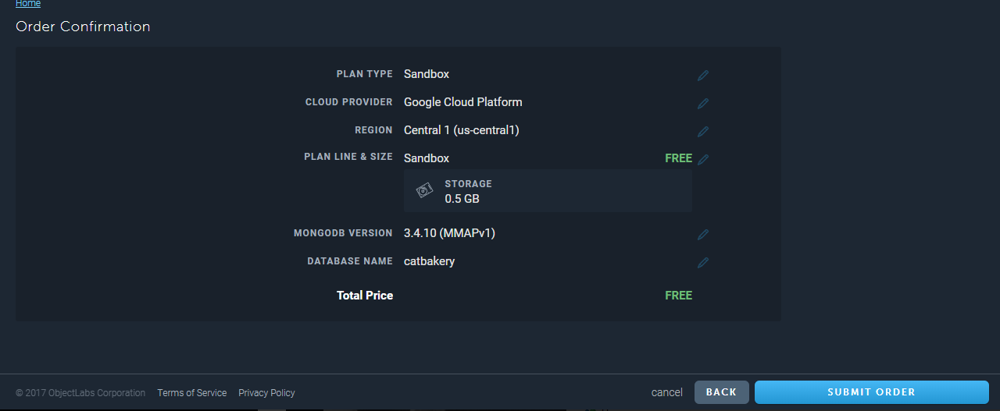 Home
Order Confirmation
PLAN TYPE Sandbox
CLOUD PROVIDER Google Cloud Platform
REGION Central 1 (us-central1)
PLAN LINE & SIZE Sandbox FREE
STORAGE
0.5 GB
MONGODB VERSION 3.4.10 (MMAPv1)
DATABASE NAME catbakery
Total Price FREE
© 2017 ObjectLabs Corporation Terms of Service Privacy Policy cancel BACK SUBMIT ORDER